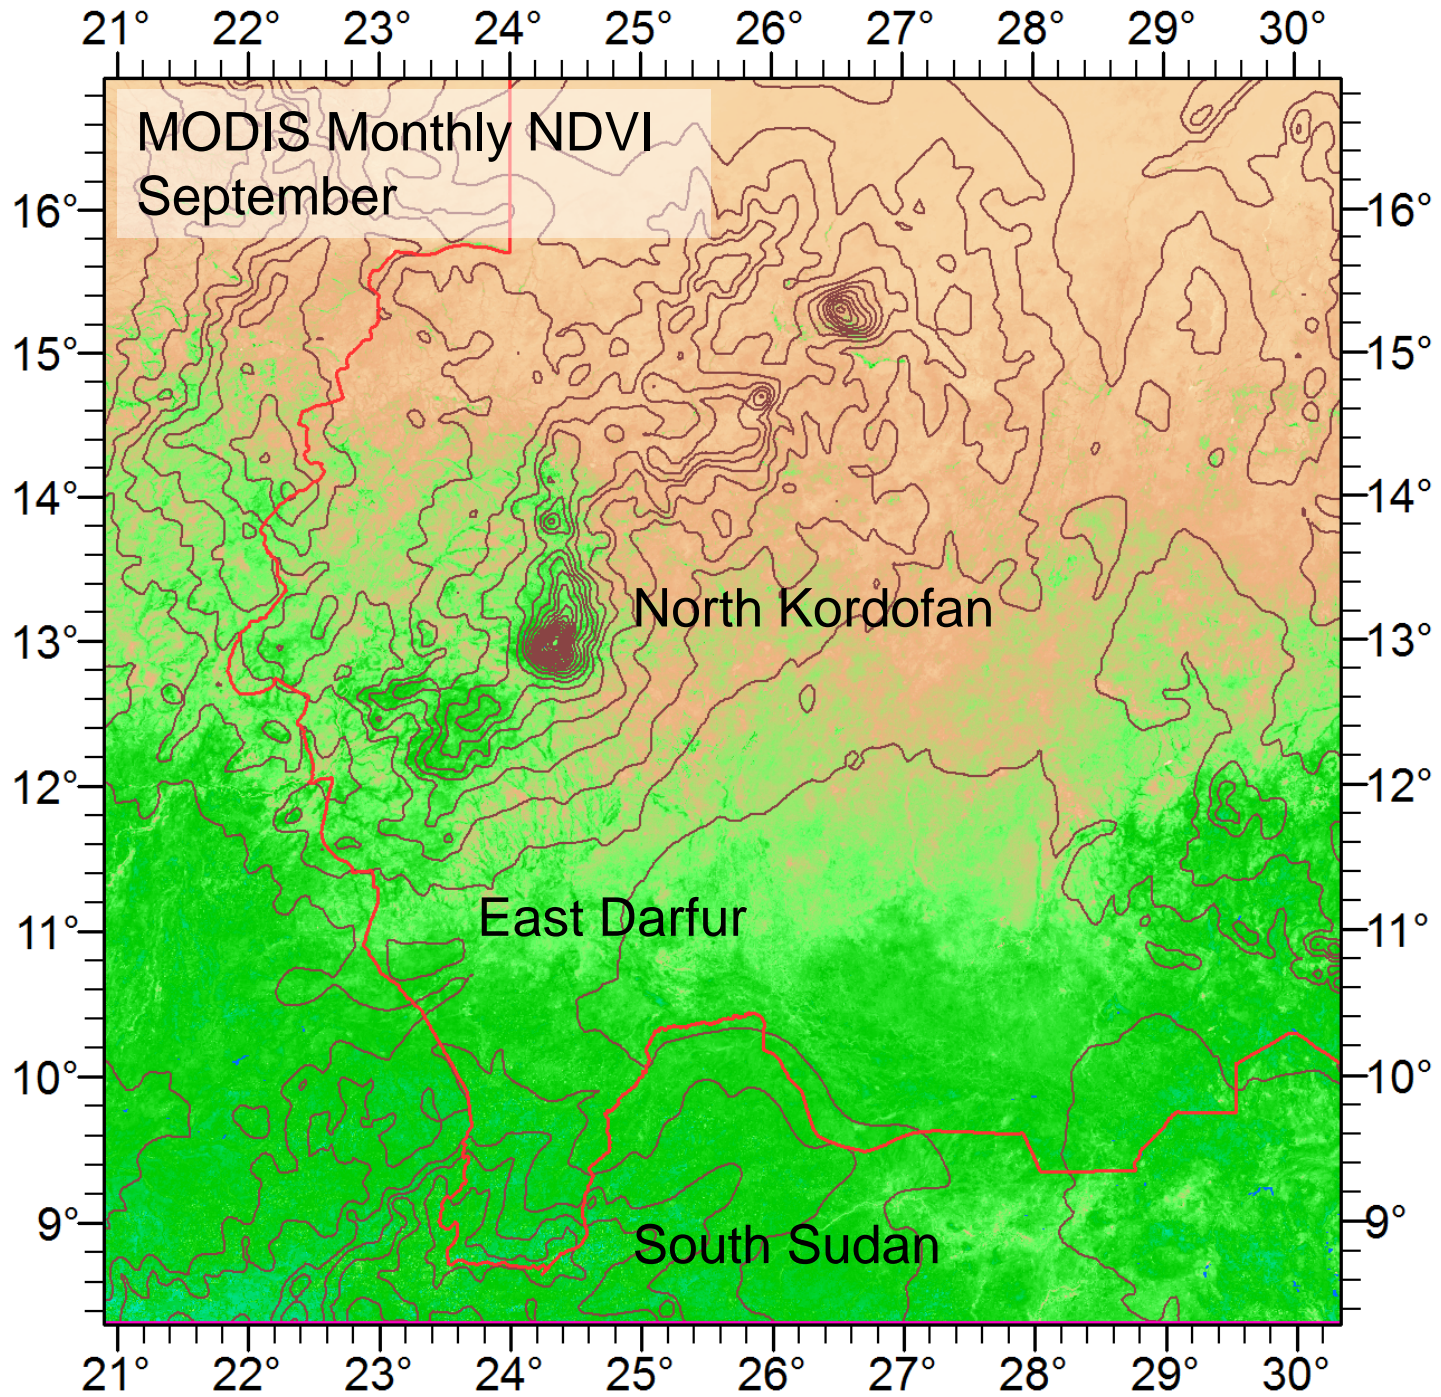 21° 22° 23° 24° 25° 26° 27° 28° 29° 30°
MODIS Monthly NDVI
September
16° 16°
15° 15°
14° 14°
North Kordofan
13° 13°
12° 12°
East Darfur
11° 11°
10° 10°
9° 9°
South Sudan
21° 22° 23° 24° 25° 26° 27° 28° 29° 30°